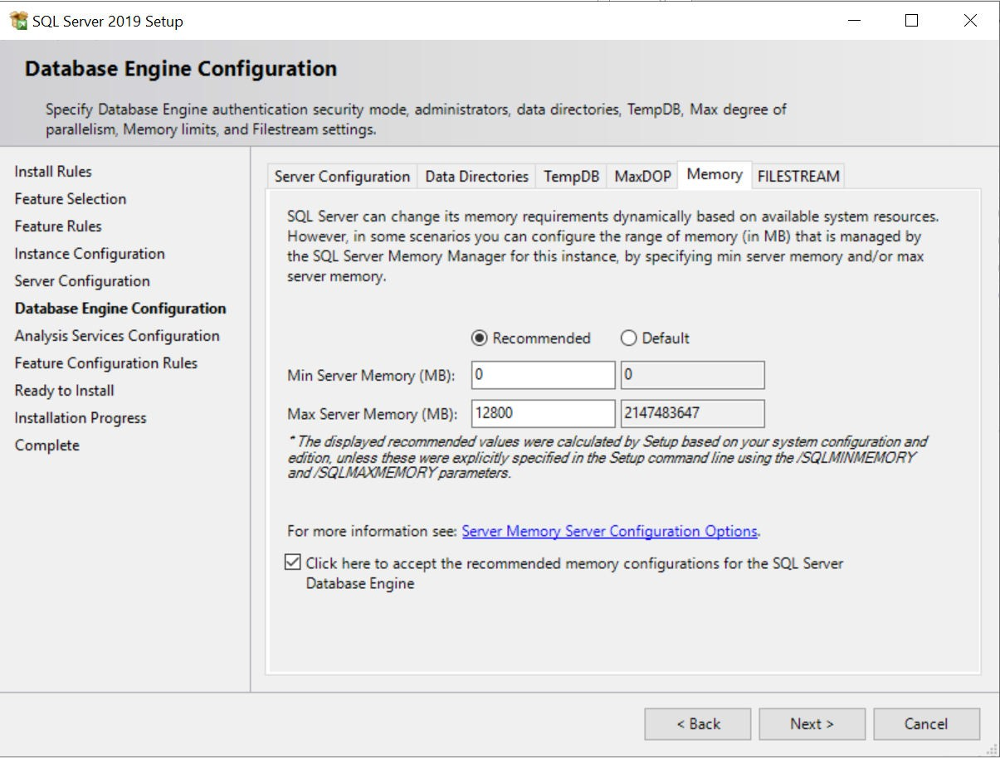 SQL Server 2019 Setup
Database Engine Configuration
Specify Database Engine authentication security mode, administrators, data directories, TempDB, Max degree of
parallelism, Memory limits, and Filestream settings.
Install Rules
Feature Selection
Feature Rules
Instance Configuration
Server Configuration
Database Engine Configuration
Analysis Services Configuration
Feature Configuration Rules
Ready to Install
Installation Progress
Complete
Server Configuration Data Directories TempDB MaxDOP Memory FILESTREAM
SQL Server can change its memory requirements dynamically based on available system resources.
However, in some scenarios you can configure the range of memory (in MB) that is managed by
the SQL Server Memory Manager for this instance, by specifying min server memory and/or max
server memory.
Recommended Default
Min Server Memory (MB): 0 0
Max Server Memory (MB): 12800 2147483647
* The displayed recommended values were calculated by Setup based on your system configuration and
edition, unless these were explicitly specified in the Setup command line using the /SQLMINMEMORY
and /SQLMAXMEMORY parameters.
For more information see: Server Memory Server Configuration Options.
Click here to accept the recommended memory configurations for the SQL Server
Database Engine
< Back Next > Cancel